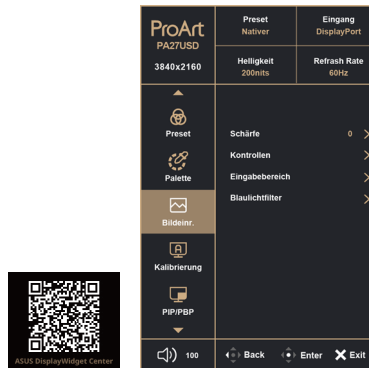 ProArt
PA27USD
3840x2160
Preset
Nativer
Eingang
DisplayPort
Helligkeit
200nits
Refrash Rate
60Hz
Preset
Palette
Bildeinr.
Kalibrierung
PIP/PBP
Schärfe 0
Kontrollen
Eingabebereich
Blaulichtfilter
100
Back
Enter
Exit
ASUS DisplayWidget Center